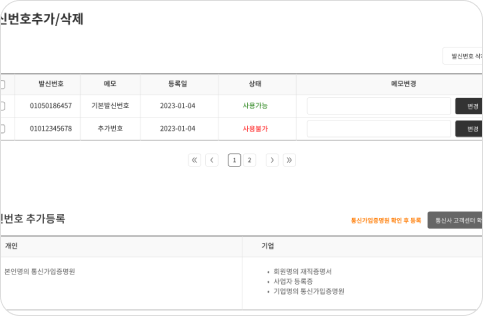 신번호추가/삭제
발신번호 삭
발신번호 메모 등록일 상태 메모변경
01050186457 기본발신번호 2023-01-04 사용가능 변경
01012345678 추가번호 2023-01-04 사용불가 변경
1 2
번호 추가등록
통신가입증명원 확인 후 등록 통신사 고객센터 확
개인 기업
본인명의 통신가입증명원
• 회원명의 재직증명서
• 사업자 등록증
• 기업명의 통신가입증명원